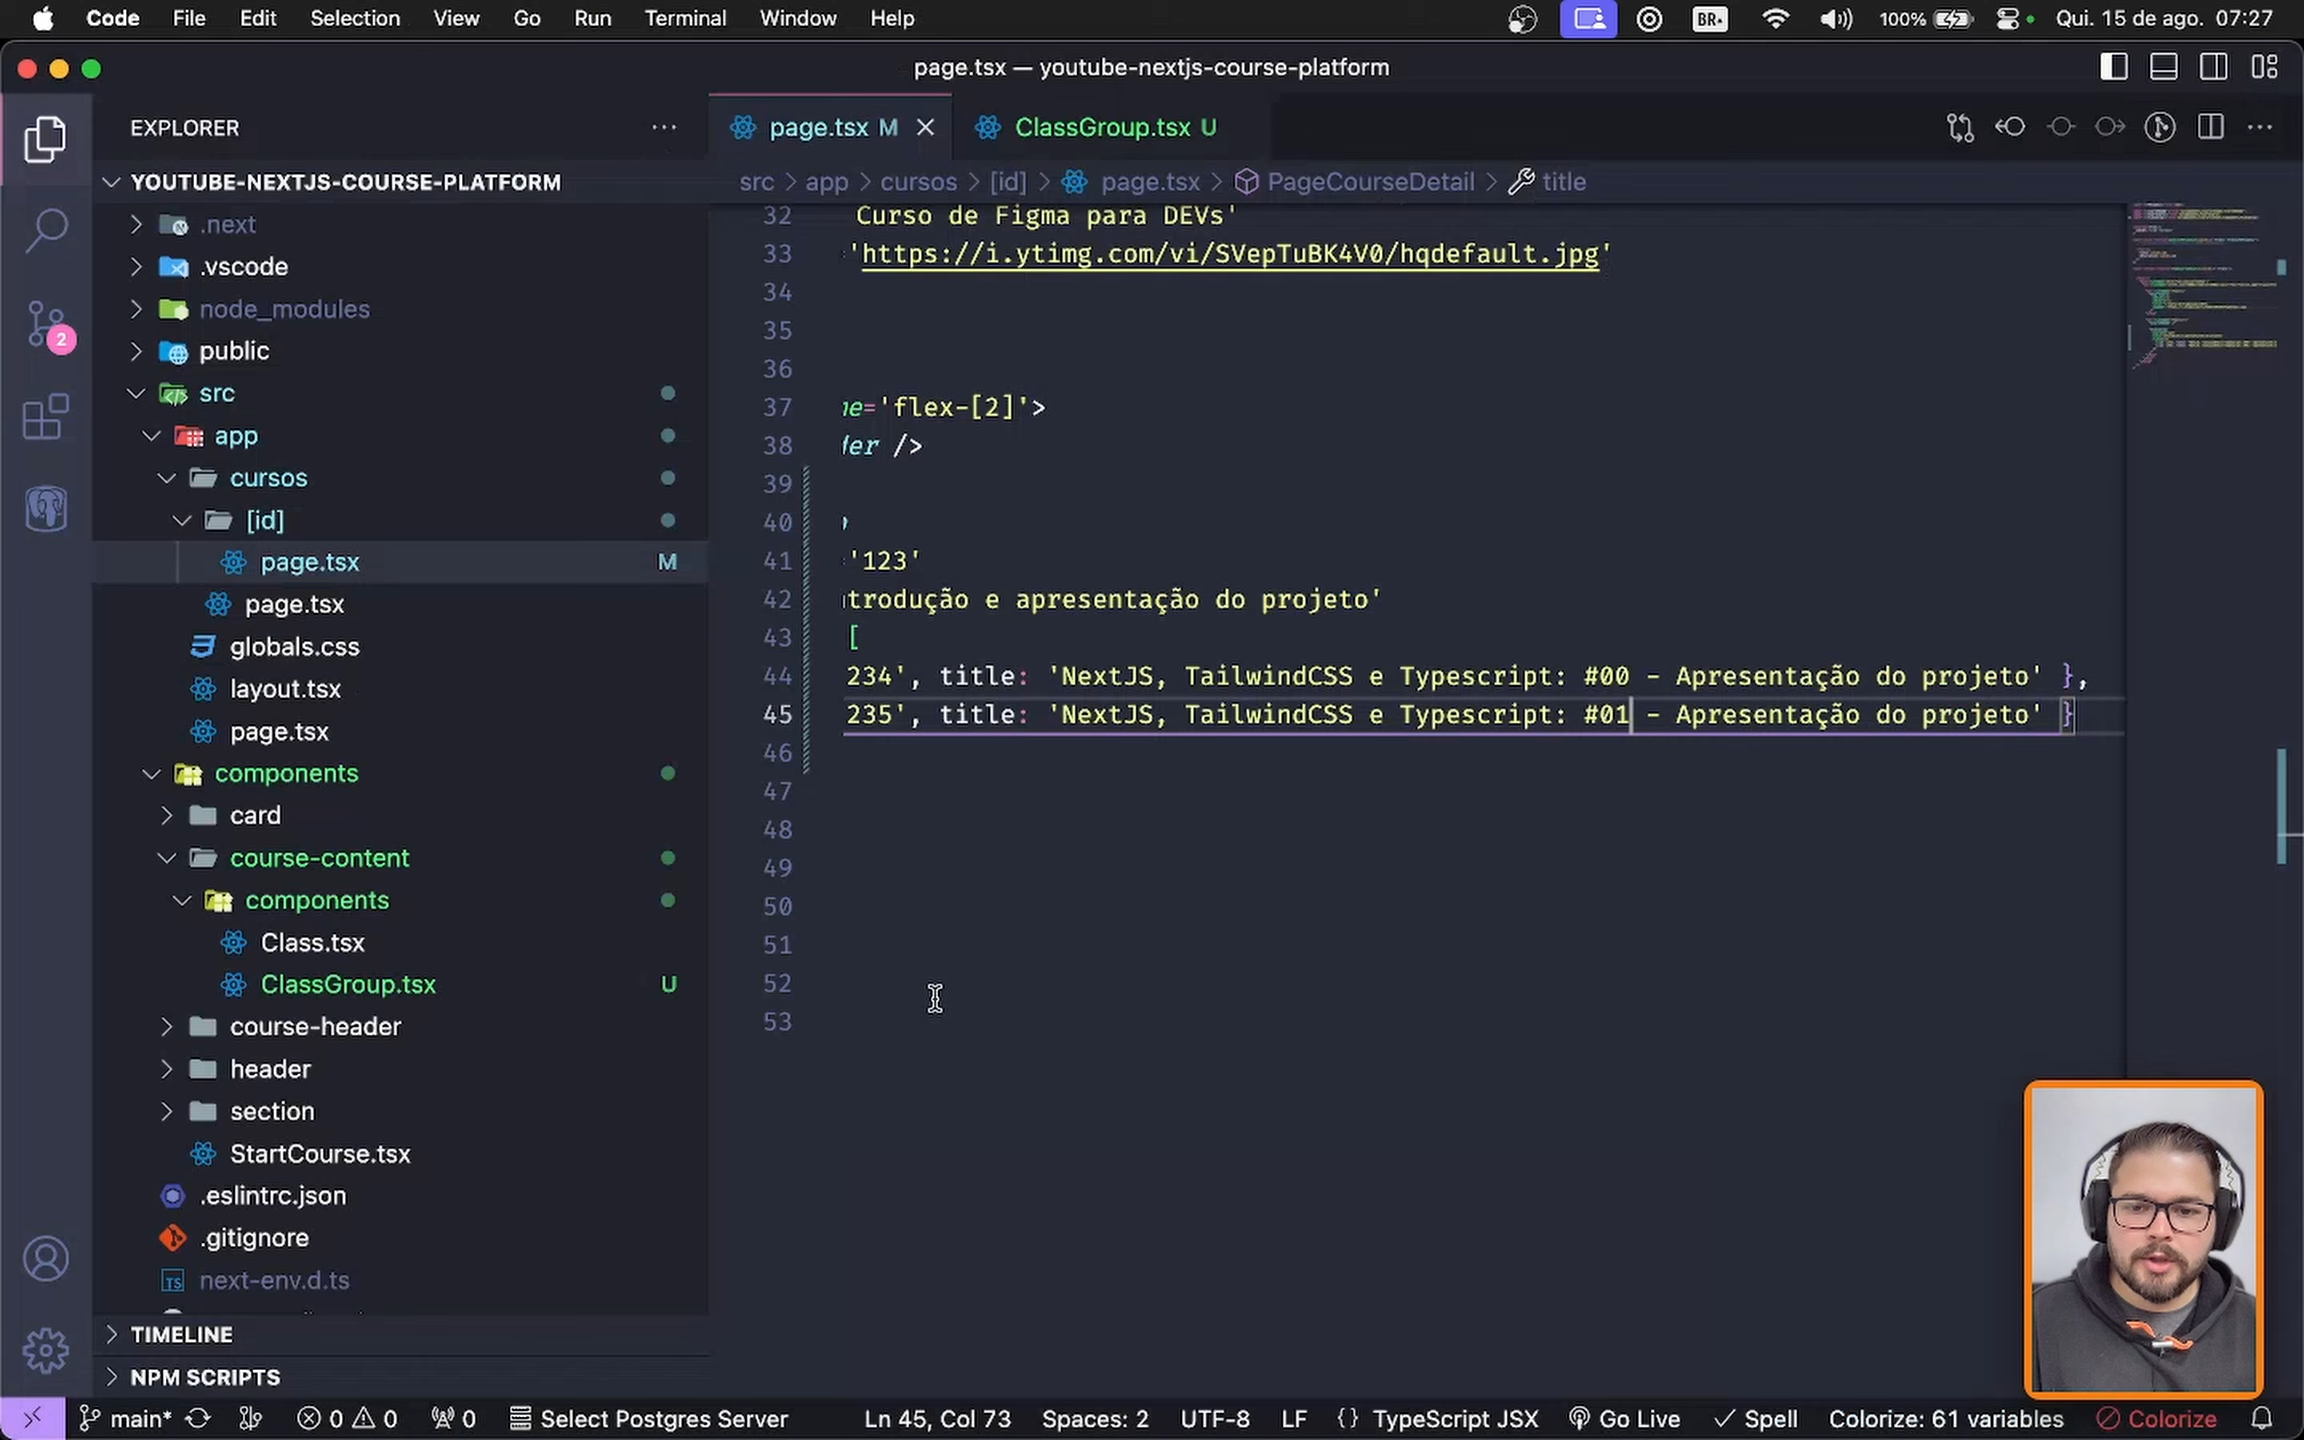 Code File Edit Selection View Go Run Terminal Window Help BR 100% Qui. 15 de ago. 07:27
page.tsx — youtube-nextjs-course-platform
EXPLORER
page.tsx M
ClassGroup.tsx U
YOUTUBE-NEXTJS-COURSE-PLATFORM
src > app > cursos > [id] > page.tsx > PageCourseDetail > title
.next
.vscode
node_modules
public
src
app
cursos
[id]
page.tsx M
page.tsx
globals.css
layout.tsx
page.tsx
components
card
course-content
components
Class.tsx
ClassGroup.tsx U
course-header
header
section
StartCourse.tsx
.eslintrc.json
.gitignore
next-env.d.ts
TIMELINE
NPM SCRIPTS
2
32 Curso de Figma para DEVs'
33 'https://i.ytimg.com/vi/SVepTuBK4V0/hqdefault.jpg'
34
35
36
37 e='flex-[2]'>
38 der />
39
40
41 '123'
42 trodução e apresentação do projeto'
43 [
44 234', title: 'NextJS, TailwindCSS e Typescript: #00 - Apresentação do projeto' },
45 235', title: 'NextJS, TailwindCSS e Typescript: #01 - Apresentação do projeto' }
46
47
48
49
50
51
52
53
main* 0 0 0 Select Postgres Server Ln 45, Col 73 Spaces: 2 UTF-8 LF {} TypeScript JSX Go Live Spell Colorize: 61 variables Colorize